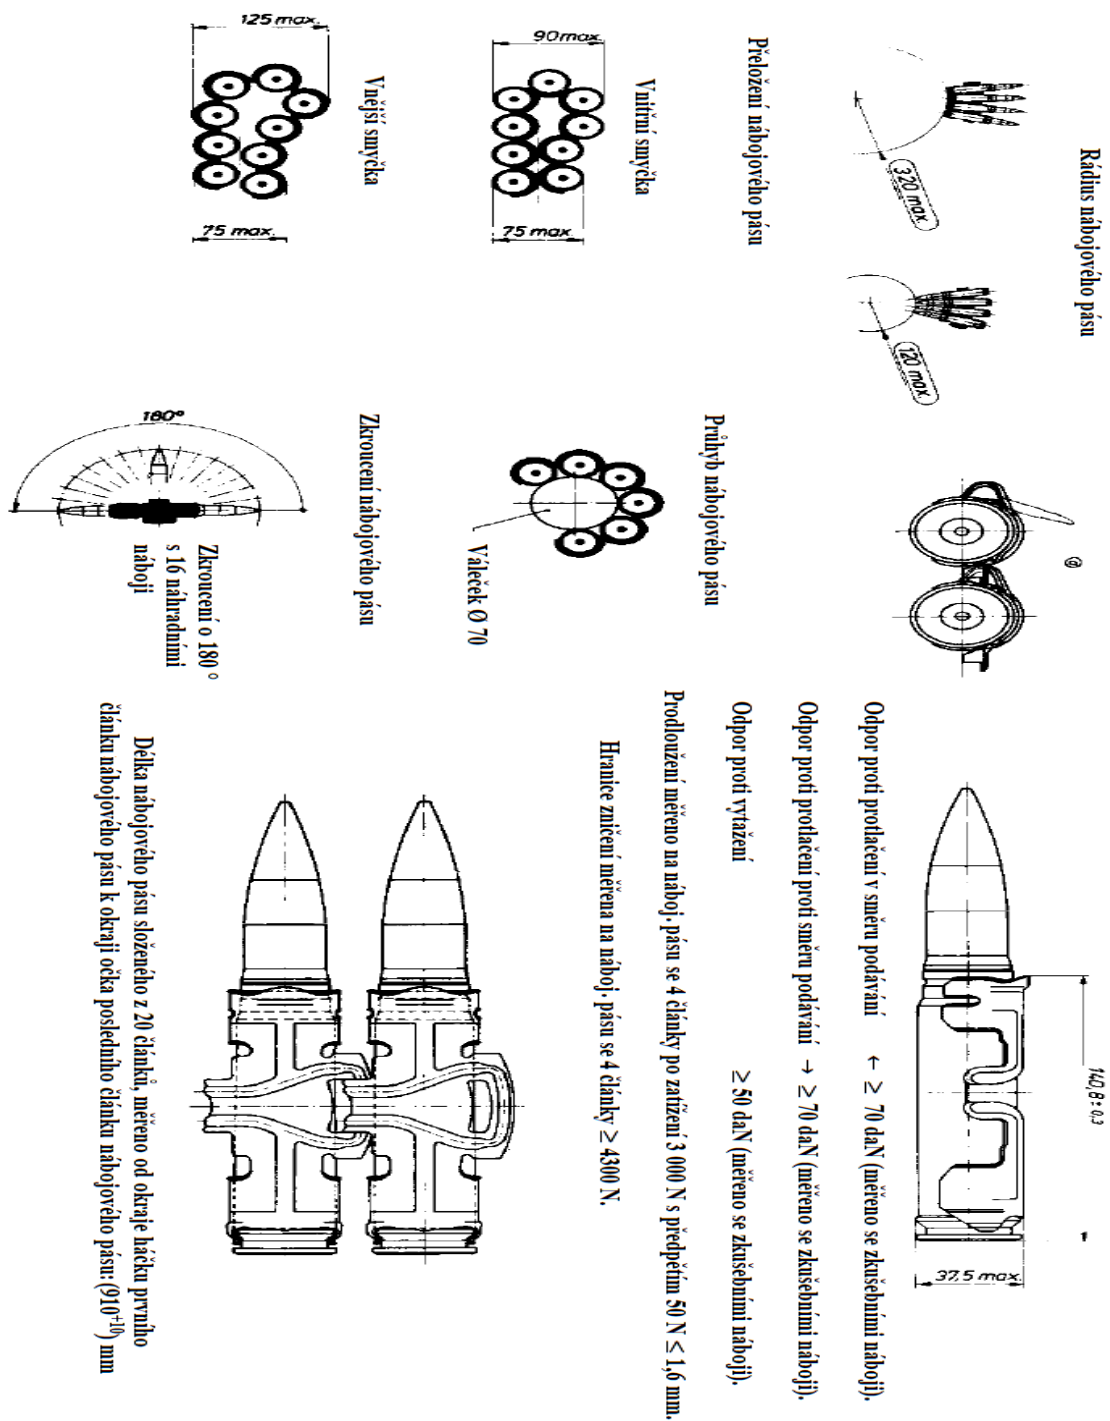 Rádius nábojového pásu
320 max.
120 max.
Přeložení nábojového pásu
Vnitřní smyčka
90 max.
75 max.
Vnější smyčka
125 max.
75 max.
Průhyb nábojového pásu
Váleček Ø 70
Zkroucení nábojového pásu
180°
Zkroucení o 180 °
s 16 náhradními
náboji
140,8 ± 0,3
37,5 max.
Odpor proti protlačení v směru podávání ← ≥ 70 daN (měřeno se zkušebními náboji).
Odpor proti protlačení proti směru podávání → ≥ 70 daN (měřeno se zkušebními náboji).
Odpor proti vytažení ≥ 50 daN (měřeno se zkušebními náboji).
Prodloužení měřeno na náboj. pásu se 4 články po zatížení 3 000 N s předpětím 50 N ≤ 1,6 mm.
Hranice zničení měřena na náboj. pásu se 4 články ≥ 4300 N.
Délka nábojového pásu složeného z 20 článků, měřeno od okraje háčku prvního
článku nábojového pásu k okraji očka posledního článku nábojového pásu: (910⁺¹⁰) mm